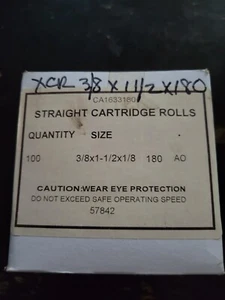 XCR 3/8 X 1 1/2 X 180
CA1633180
STRAIGHT CARTRIDGE ROLLS
QUANTITY SIZE
100 3/8x1-1/2x1/8 180 AO
CAUTION:WEAR EYE PROTECTION
DO NOT EXCEED SAFE OPERATING SPEED
57842